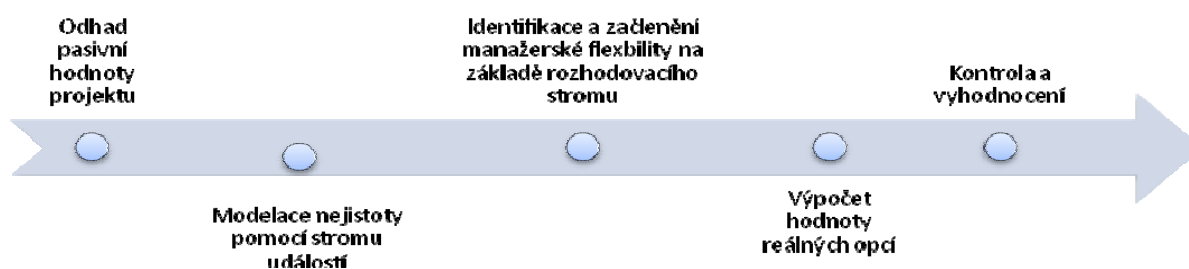 Odhad
pasivní
hodnoty
projektu
Modelace nejistoty
pomocí stromu
událostí
Identifikace a začlenění
manažerské flexbility na
základě rozhodovacího
stromu
Výpočet
hodnoty
reálných opcí
Kontrola a
vyhodnocení